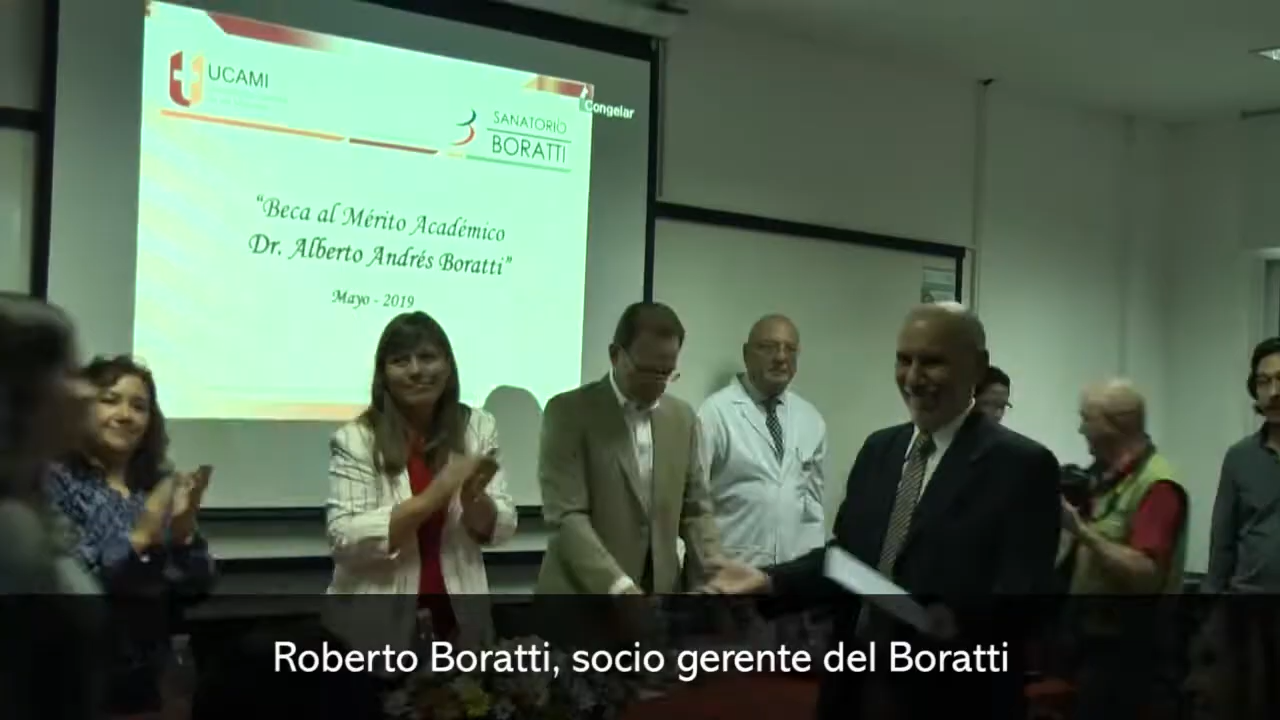 UCAMI
Congelar
SANATORIO
BORATTI
“Beca al Mérito Académico
Dr. Alberto Andrés Boratti”
Mayo - 2019
Roberto Boratti, socio gerente del Boratti